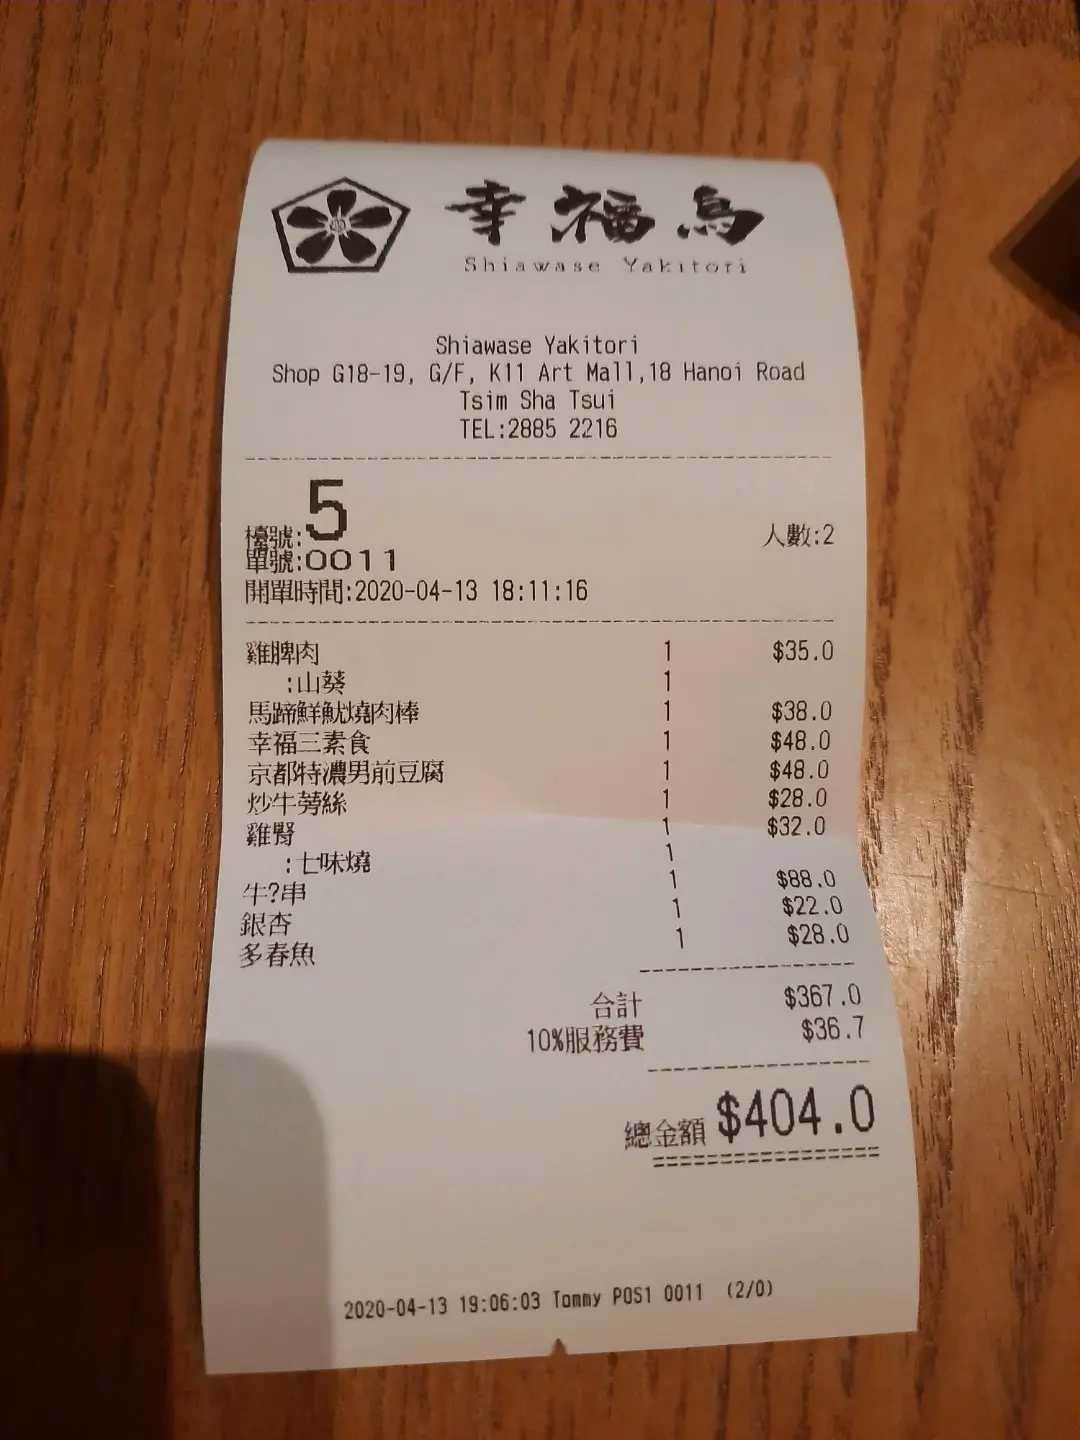 幸福鳥
Shiawase Yakitori
Shiawase Yakitori
Shop G18-19, G/F, K11 Art Mall,18 Hanoi Road
Tsim Sha Tsui
TEL:2885 2216
檯號:5
人數:2
單號:0011
開單時間:2020-04-13 18:11:16
雞脾肉 1 $35.0
:山葵 1
馬蹄鮮魷燒肉棒 1 $38.0
幸福三素食 1 $48.0
京都特濃男前豆腐 1 $48.0
炒牛蒡絲 1 $28.0
雞腎 1 $32.0
:七味燒 1
牛?串 1 $88.0
銀杏 1 $22.0
多春魚 1 $28.0
合計 $367.0
10%服務費 $36.7
總金額 $404.0
2020-04-13 19:06:03 Tommy POS1 0011 (2/0)